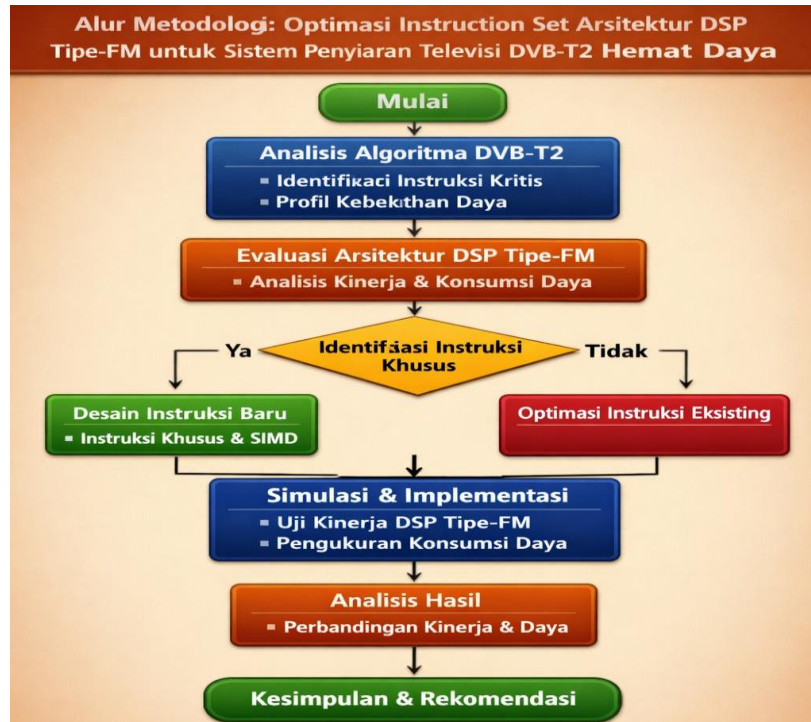 Alur Metodologi: Optimasi Instruction Set Arsitektur DSP
Tipe-FM untuk Sistem Penyiaran Televisi DVB-T2 Hemat Daya
Mulai
Analisis Algoritma DVB-T2
▪ Instruksi Kritis
▪ Profil Daya
Evaluasi Arsitektur DSP Tipe-FM
▪ Analisis Kinerja & Konsumsi Daya
Instruksi
Khusus
Ya
Tidak
Desain Instruksi Baru
▪ Instruksi Khusus & SIMD
Optimasi Instruksi Eksisting
Simulasi & Implementasi
▪ Uji Kinerja DSP Tipe-FM
▪ Pengukuran Konsumsi Daya
Analisis Hasil
▪ Perbandingan Kinerja & Daya
Kesimpulan & Rekomendasi